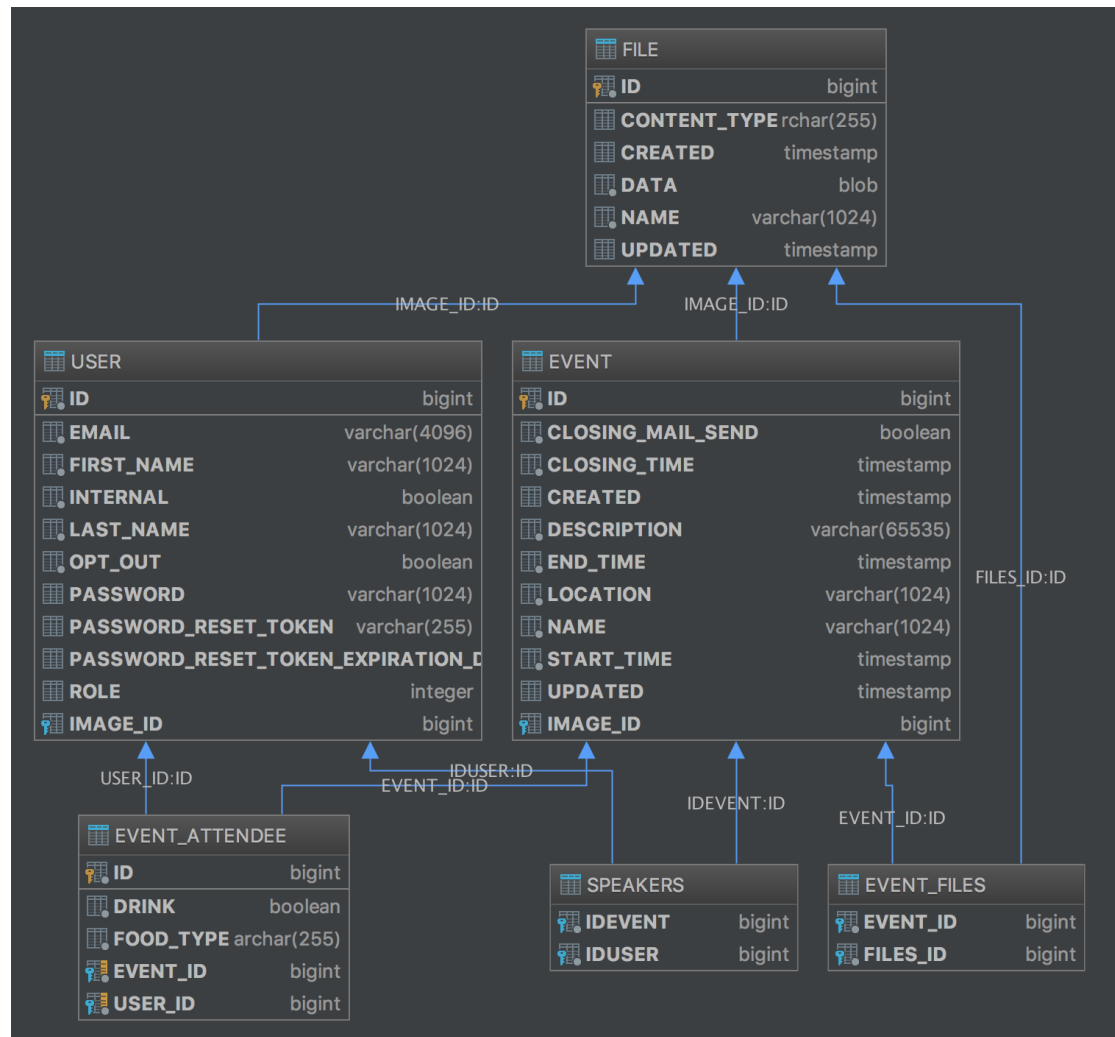 FILE
ID bigint
CONTENT_TYPE rchar(255)
CREATED timestamp
DATA blob
NAME varchar(1024)
UPDATED timestamp
IMAGE_ID:ID IMAGE_ID:ID
USER
ID bigint
EMAIL varchar(4096)
FIRST_NAME varchar(1024)
INTERNAL boolean
LAST_NAME varchar(1024)
OPT_OUT boolean
PASSWORD varchar(1024)
PASSWORD_RESET_TOKEN varchar(255)
PASSWORD_RESET_TOKEN_EXPIRATION_D
ROLE integer
IMAGE_ID bigint
EVENT
ID bigint
CLOSING_MAIL_SEND boolean
CLOSING_TIME timestamp
CREATED timestamp
DESCRIPTION varchar(65535)
END_TIME timestamp
LOCATION varchar(1024)
NAME varchar(1024)
START_TIME timestamp
UPDATED timestamp
IMAGE_ID bigint
FILES_ID:ID
USER_ID:ID
IDUSER:ID
EVENT_ID:ID
IDEVENT:ID
EVENT_ID:ID
EVENT_ATTENDEE
ID bigint
DRINK boolean
FOOD_TYPE archar(255)
EVENT_ID bigint
USER_ID bigint
SPEAKERS
IDEVENT bigint
IDUSER bigint
EVENT_FILES
EVENT_ID bigint
FILES_ID bigint